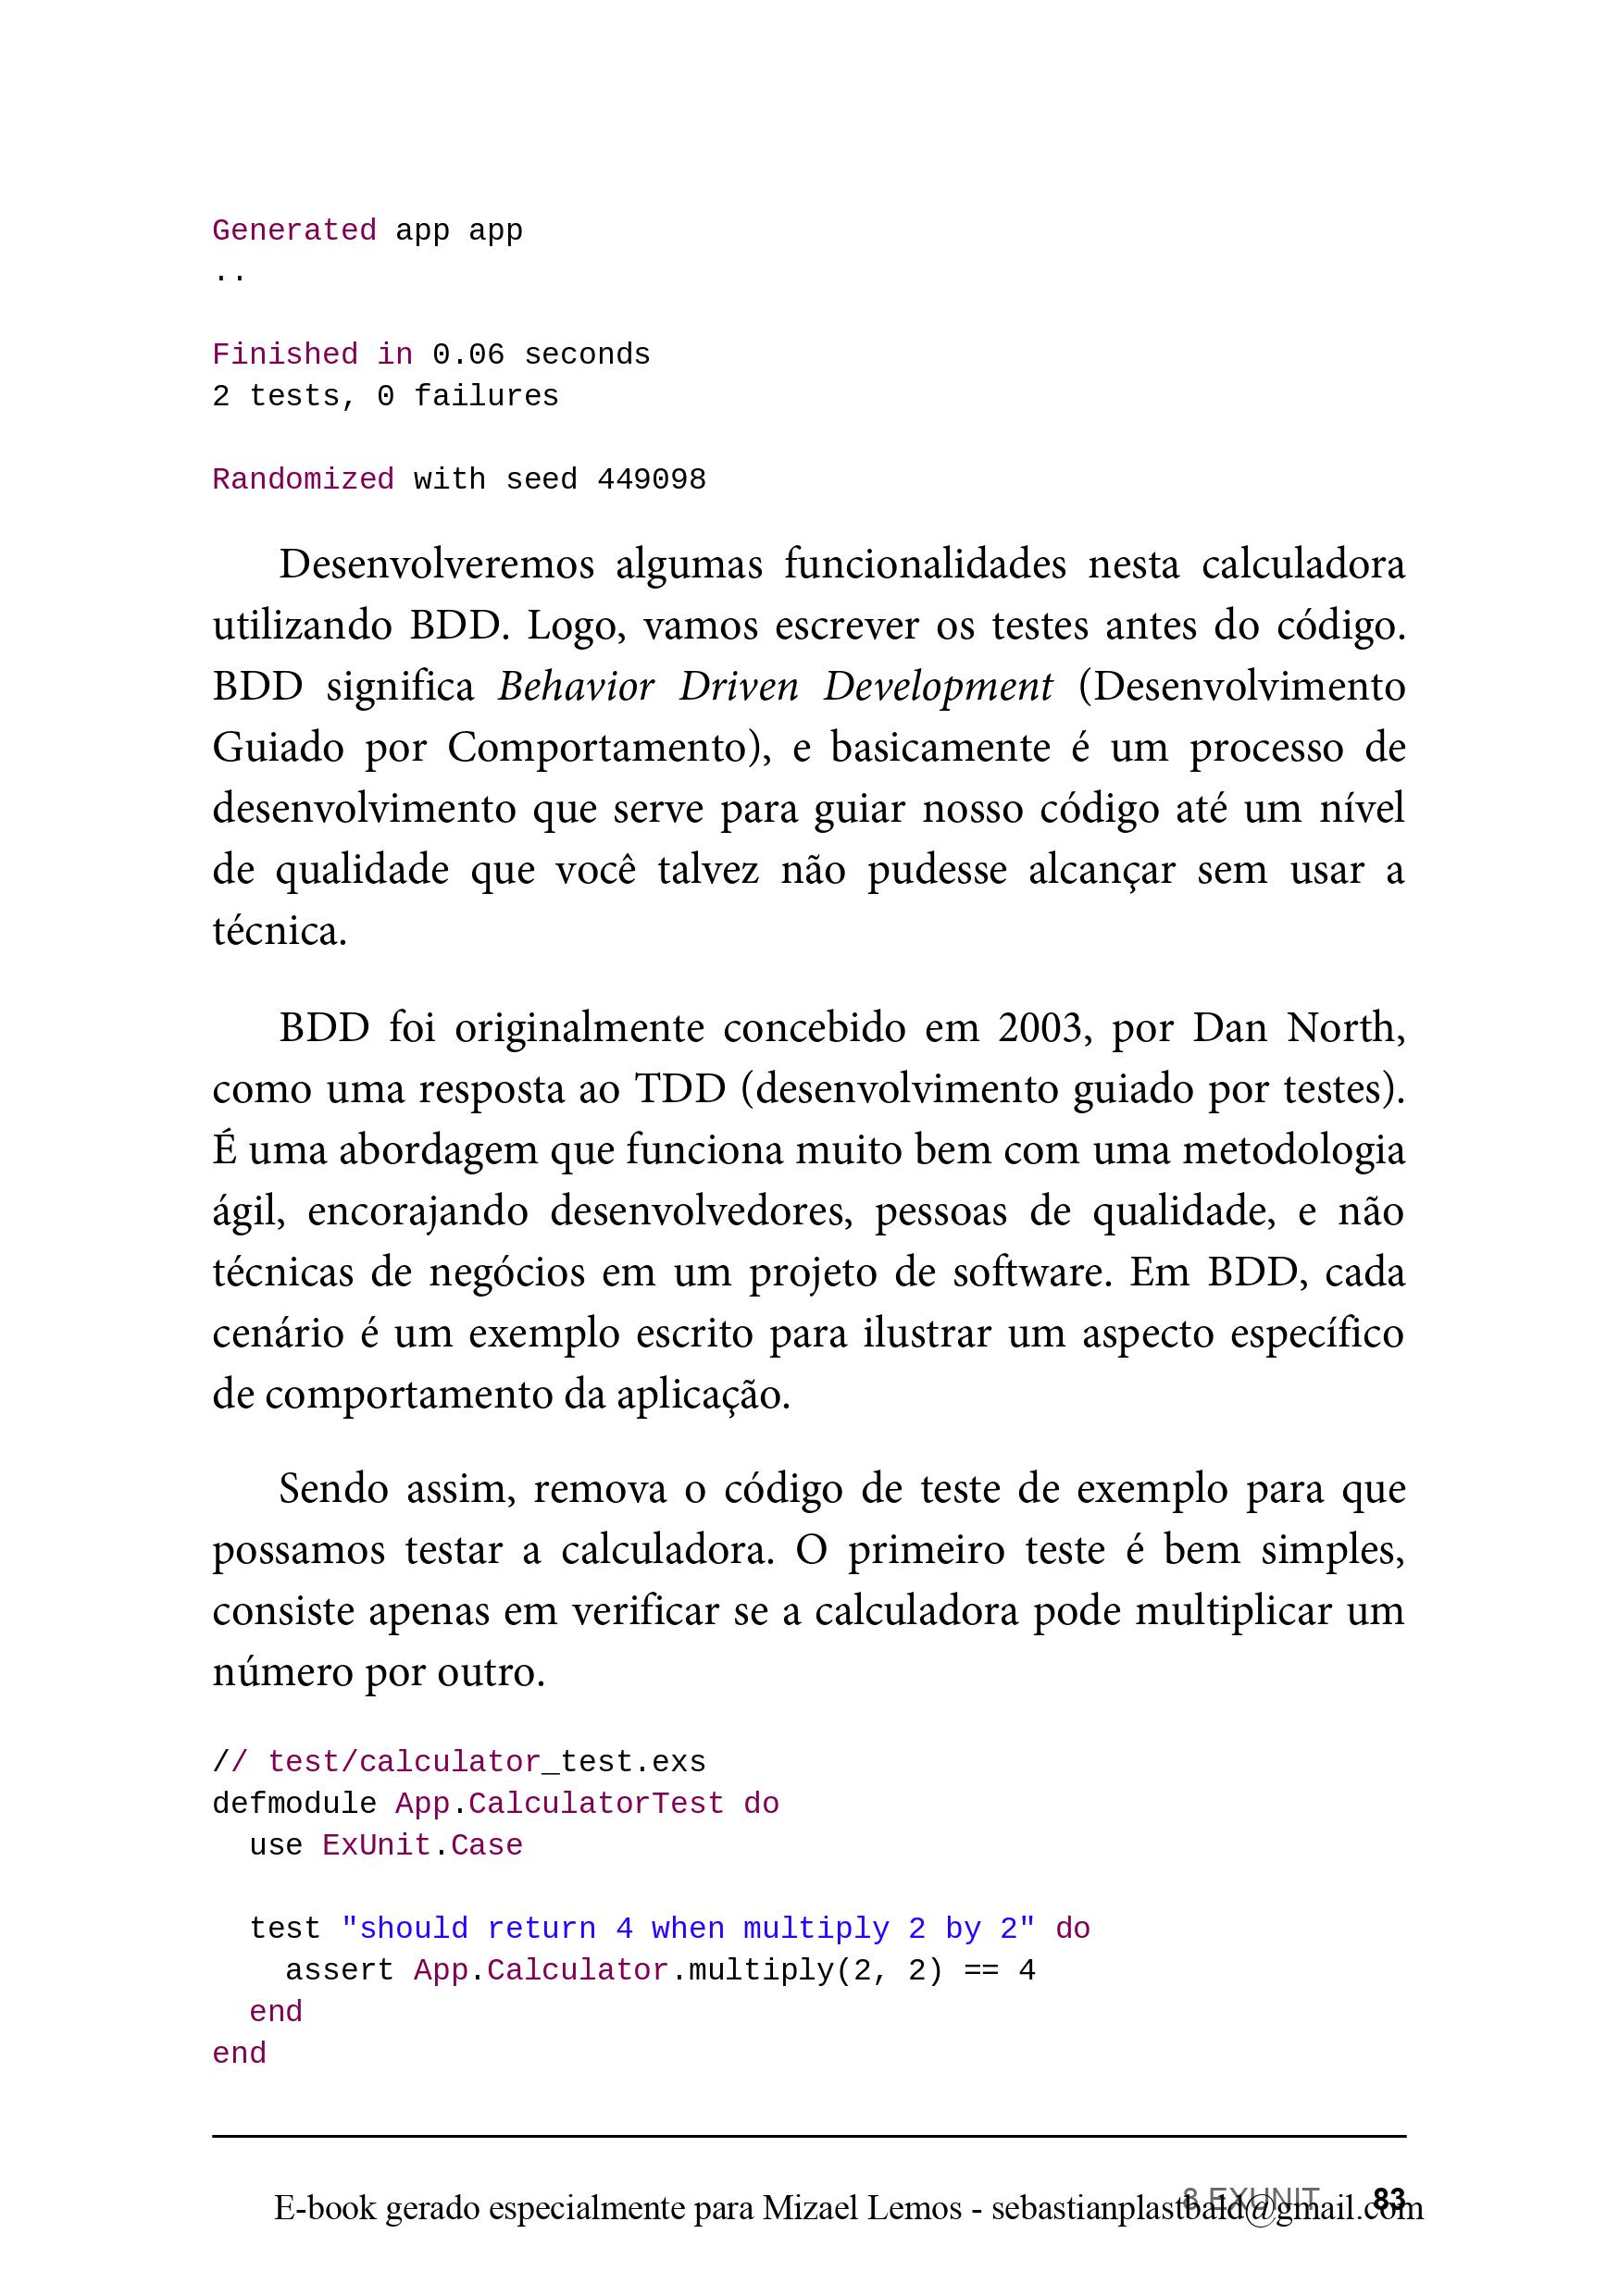 Generated app app
..
Finished in 0.06 seconds
2 tests, 0 failures
Randomized with seed 449098
Desenvolveremos algumas funcionalidades nesta calculadora
utilizando BDD. Logo, vamos escrever os testes antes do código.
BDD significa Behavior Driven Development (Desenvolvimento
Guiado por Comportamento), e basicamente é um processo de
desenvolvimento que serve para guiar nosso código até um nível
de qualidade que você talvez não pudesse alcançar sem usar a
técnica.
BDD foi originalmente concebido em 2003, por Dan North,
como uma resposta ao TDD (desenvolvimento guiado por testes).
É uma abordagem que funciona muito bem com uma metodologia
ágil, encorajando desenvolvedores, pessoas de qualidade, e não
técnicas de negócios em um projeto de software. Em BDD, cada
cenário é um exemplo escrito para ilustrar um aspecto específico
de comportamento da aplicação.
Sendo assim, remova o código de teste de exemplo para que
possamos testar a calculadora. O primeiro teste é bem simples,
consiste apenas em verificar se a calculadora pode multiplicar um
número por outro.
// test/calculator_test.exs
defmodule App.CalculatorTest do
  use ExUnit.Case
  test "should return 4 when multiply 2 by 2" do
    assert App.Calculator.multiply(2, 2) == 4
  end
end
8 EXUNIT 83
E-book gerado especialmente para Mizael Lemos - sebastianplastbaid@gmail.com